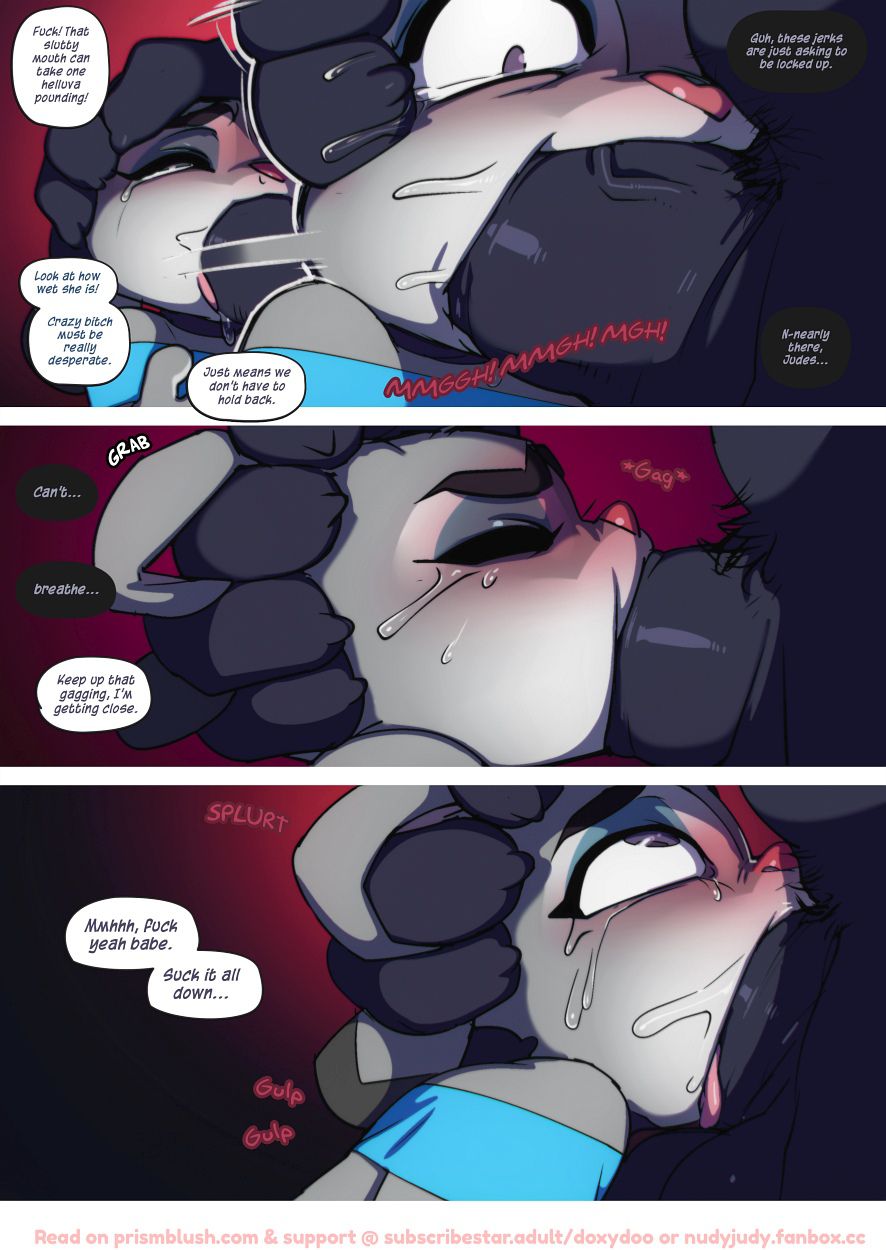 Fuck! That
slutty
mouth can
take one
helluva
pounding!
Guh, these jerks
are just asking to
be locked up.
Look at how
wet she is!
Crazy bitch
must be
really
desperate.
Just means we
don't have to
hold back.
MMGGH! MMGH! MGH!
N-nearly
there,
Judes...
GRAB
Can't...
*Gag*
breathe...
Keep up that
gagging, I'm
getting close.
SPLURT
Mmhhh, fuck
yeah babe.
Suck it all
down...
Gulp
Gulp
Read on prismblush.com & support @ subscribestar.adult/doxydoo or nudyjudy.fanbox.cc